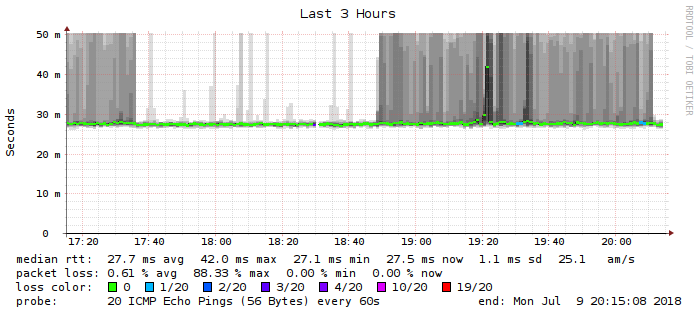 Last 3 Hours
RRDTOOL / TOBI OETIKER
Seconds
50 m
40 m
30 m
20 m
10 m
0
17:20 17:40 18:00 18:20 18:40 19:00 19:20 19:40 20:00
median rtt: 27.7 ms avg 42.0 ms max 27.1 ms min 27.5 ms now 1.1 ms sd 25.1 am/s
packet loss: 0.61 % avg 88.33 % max 0.00 % min 0.00 % now
loss color: 0 1/20 2/20 3/20 4/20 10/20 19/20
probe: 20 ICMP Echo Pings (56 Bytes) every 60s end: Mon Jul 9 20:15:08 2018